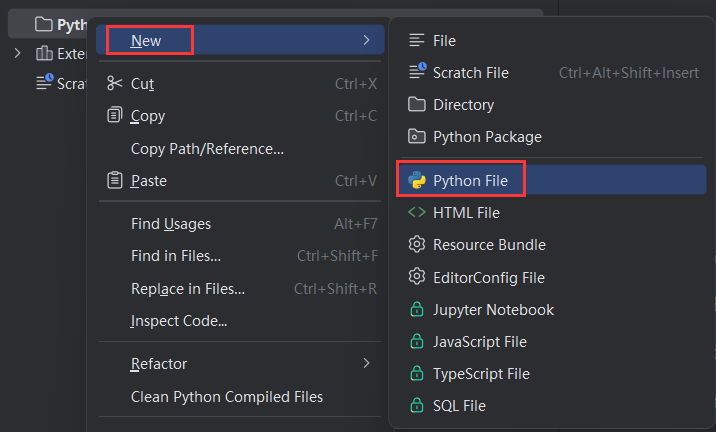 New
Cut Ctrl+X
Copy Ctrl+C
Copy Path/Reference...
Paste Ctrl+V
Find Usages Alt+F7
Find in Files... Ctrl+Shift+F
Replace in Files... Ctrl+Shift+R
Inspect Code...
Refactor
Clean Python Compiled Files
File
Scratch File Ctrl+Alt+Shift+Insert
Directory
Python Package
Python File
HTML File
Resource Bundle
EditorConfig File
Jupyter Notebook
JavaScript File
TypeScript File
SQL File